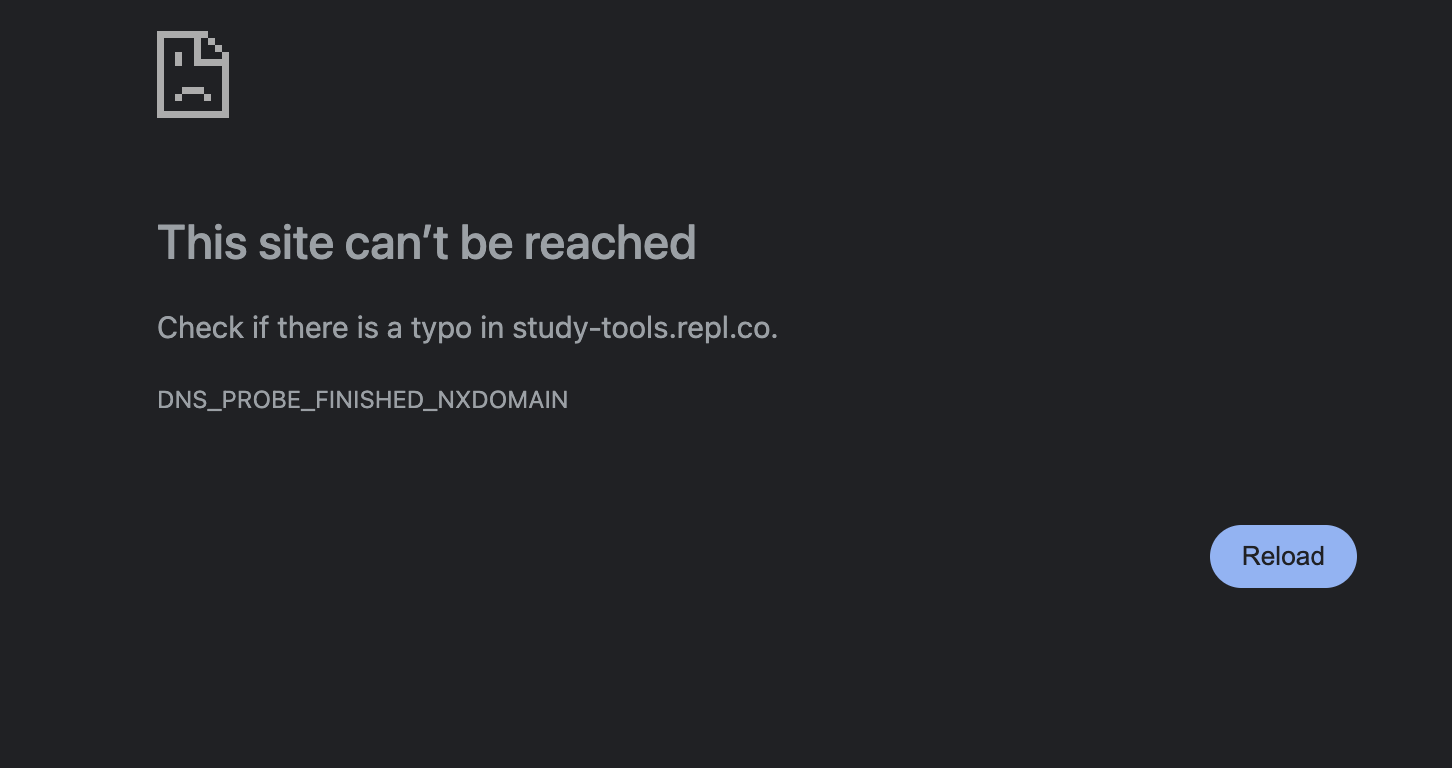 This site can’t be reached
Check if there is a typo in study-tools.repl.co.
DNS_PROBE_FINISHED_NXDOMAIN
Reload